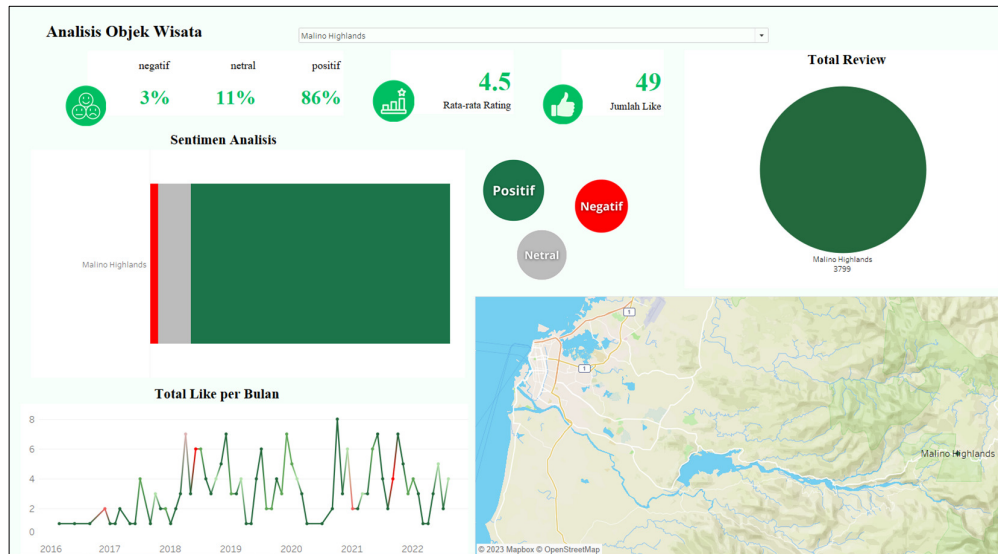 Analisis Objek Wisata
Malino Highlands
negatif netral positif
3% 11% 86%
4.5
Rata-rata Rating
49
Jumlah Like
Total Review
Malino Highlands
3799
Sentimen Analisis
Malino Highlands
Positif
Negatif
Netral
1
1
Malino Highlands
© 2023 Mapbox © OpenStreetMap
Total Like per Bulan
8
6
4
2
0
2016 2017 2018 2019 2020 2021 2022